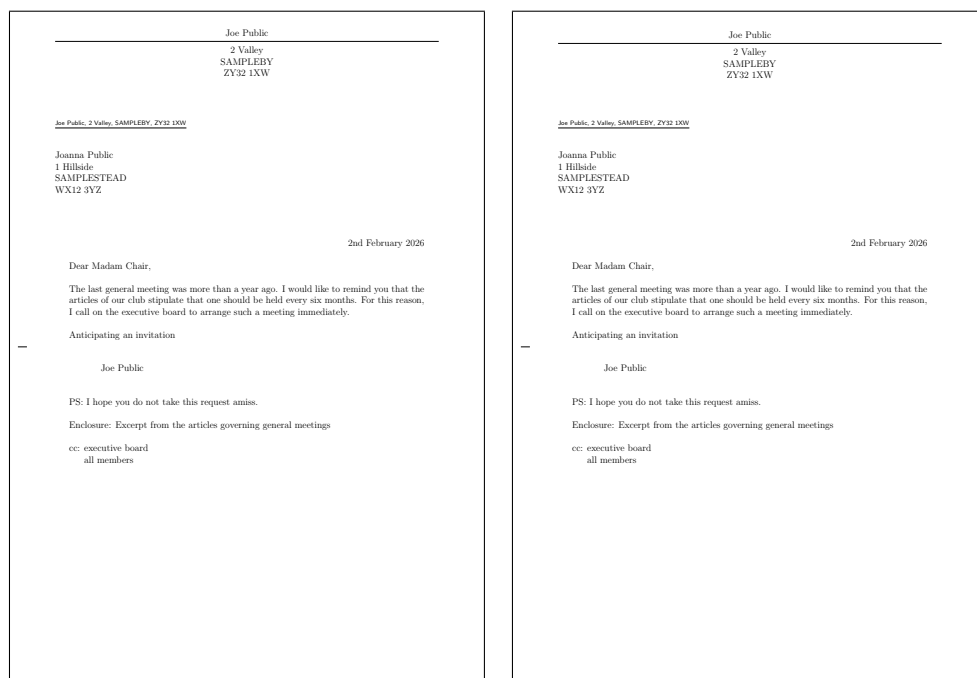 Joe Public
2 Valley
SAMPLEBY
ZY32 1XW
Joe Public, 2 Valley, SAMPLEBY, ZY32 1XW
Joanna Public
1 Hillside
SAMPLESTEAD
WX12 3YZ
2nd February 2026
Dear Madam Chair,
The last general meeting was more than a year ago. I would like to remind you that the
articles of our club stipulate that one should be held every six months. For this reason,
I call on the executive board to arrange such a meeting immediately.
Anticipating an invitation
Joe Public
PS: I hope you do not take this request amiss.
Enclosure: Excerpt from the articles governing general meetings
cc: executive board
all members
Joe Public
2 Valley
SAMPLEBY
ZY32 1XW
Joe Public, 2 Valley, SAMPLEBY, ZY32 1XW
Joanna Public
1 Hillside
SAMPLESTEAD
WX12 3YZ
2nd February 2026
Dear Madam Chair,
The last general meeting was more than a year ago. I would like to remind you that the
articles of our club stipulate that one should be held every six months. For this reason,
I call on the executive board to arrange such a meeting immediately.
Anticipating an invitation
Joe Public
PS: I hope you do not take this request amiss.
Enclosure: Excerpt from the articles governing general meetings
cc: executive board
all members